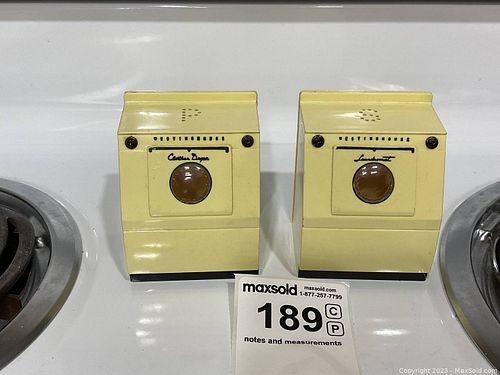 P
WESTINGHOUSE
Clothes Dryer
S
WESTINGHOUSE
Laundromat
maxsold maxsold.com
1-877-257-7799
189 C
P
notes and measurements
Copyright 2023 - MaxSold.com